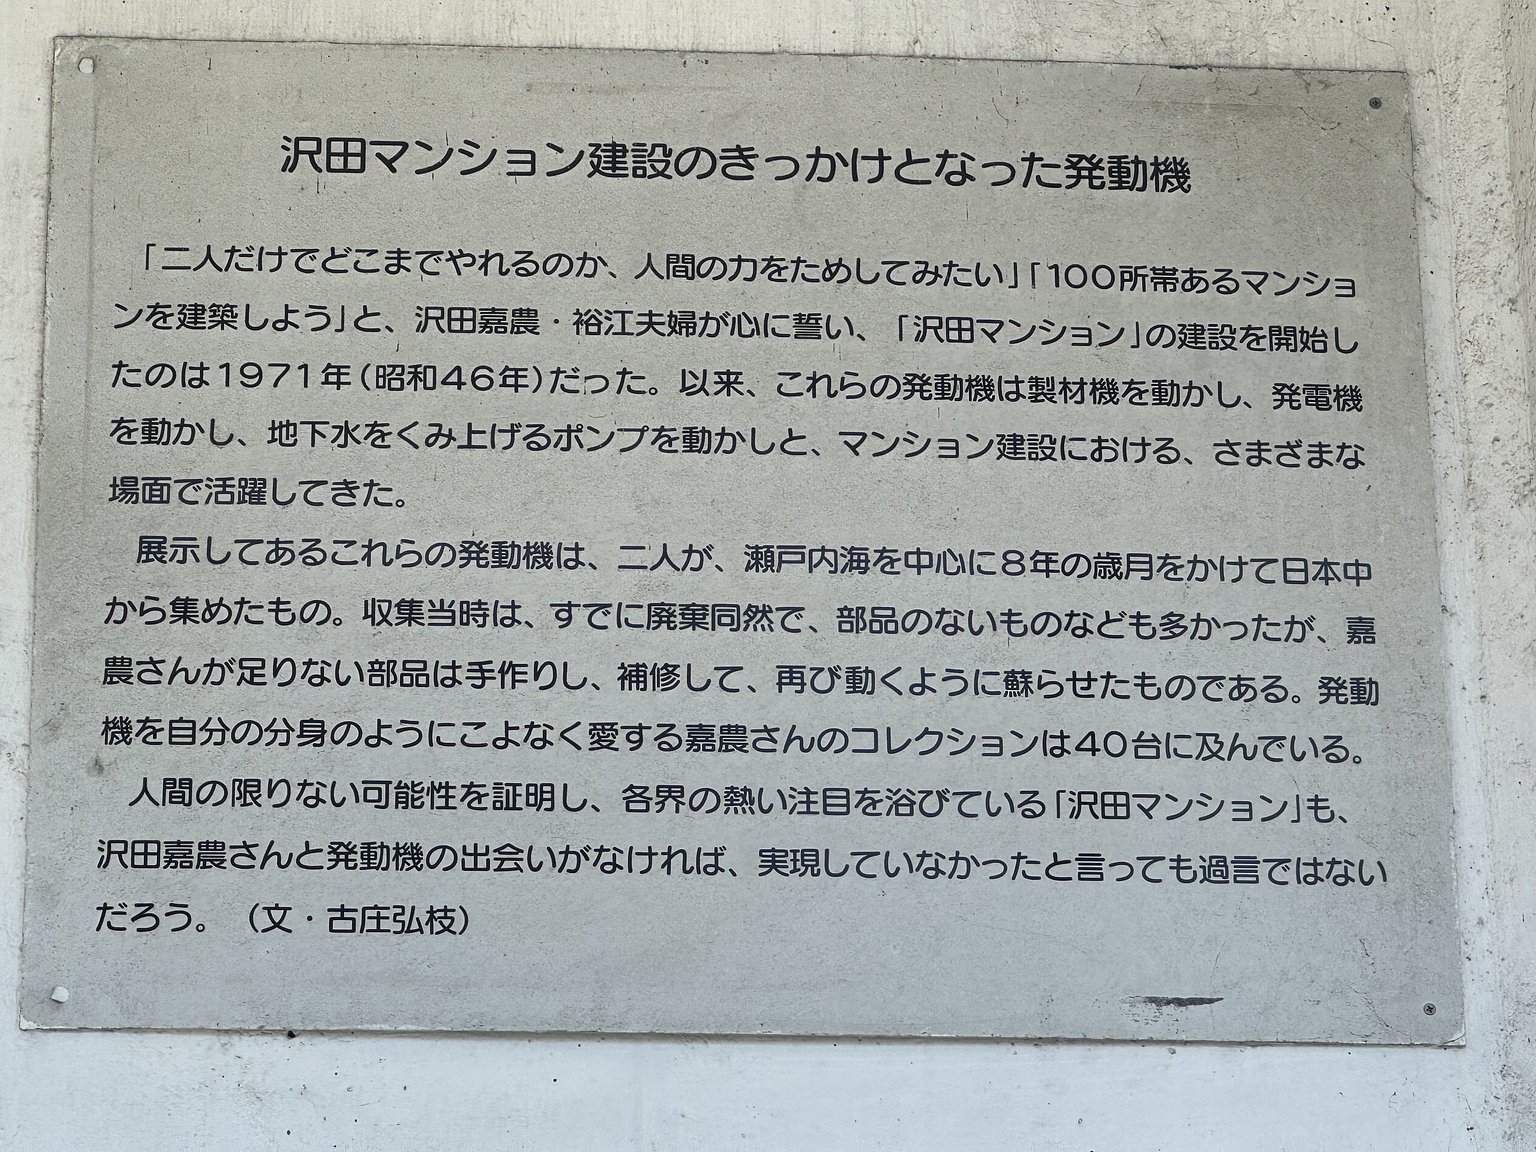 沢田マンション建設のきっかけとなった発動機
「二人だけでどこまでやれるのか、人間の力をためしてみたい」「100所帯あるマンショ
ンを建築しよう」と、沢田嘉農・裕江夫婦が心に誓い、「沢田マンション」の建設を開始し
たのは1971年(昭和46年)だった。以来、これらの発動機は製材機を動かし、発電機
を動かし、地下水をくみ上げるポンプを動かしと、マンション建設における、さまざまな
場面で活躍してきた。
展示してあるこれらの発動機は、二人が、瀬戸内海を中心に8年の歳月をかけて日本中
から集めたもの。収集当時は、すでに廃棄同然で、部品のないものなども多かったが、嘉
農さんが足りない部品は手作りし、補修して、再び動くように蘇らせたものである。発動
機を自分の分身のようにこよなく愛する嘉農さんのコレクションは40台に及んでいる。
人間の限りない可能性を証明し、各界の熱い注目を浴びている「沢田マンション」も、
沢田嘉農さんと発動機の出会いがなければ、実現していなかったと言っても過言ではない
だろう。（文・古庄弘枝）